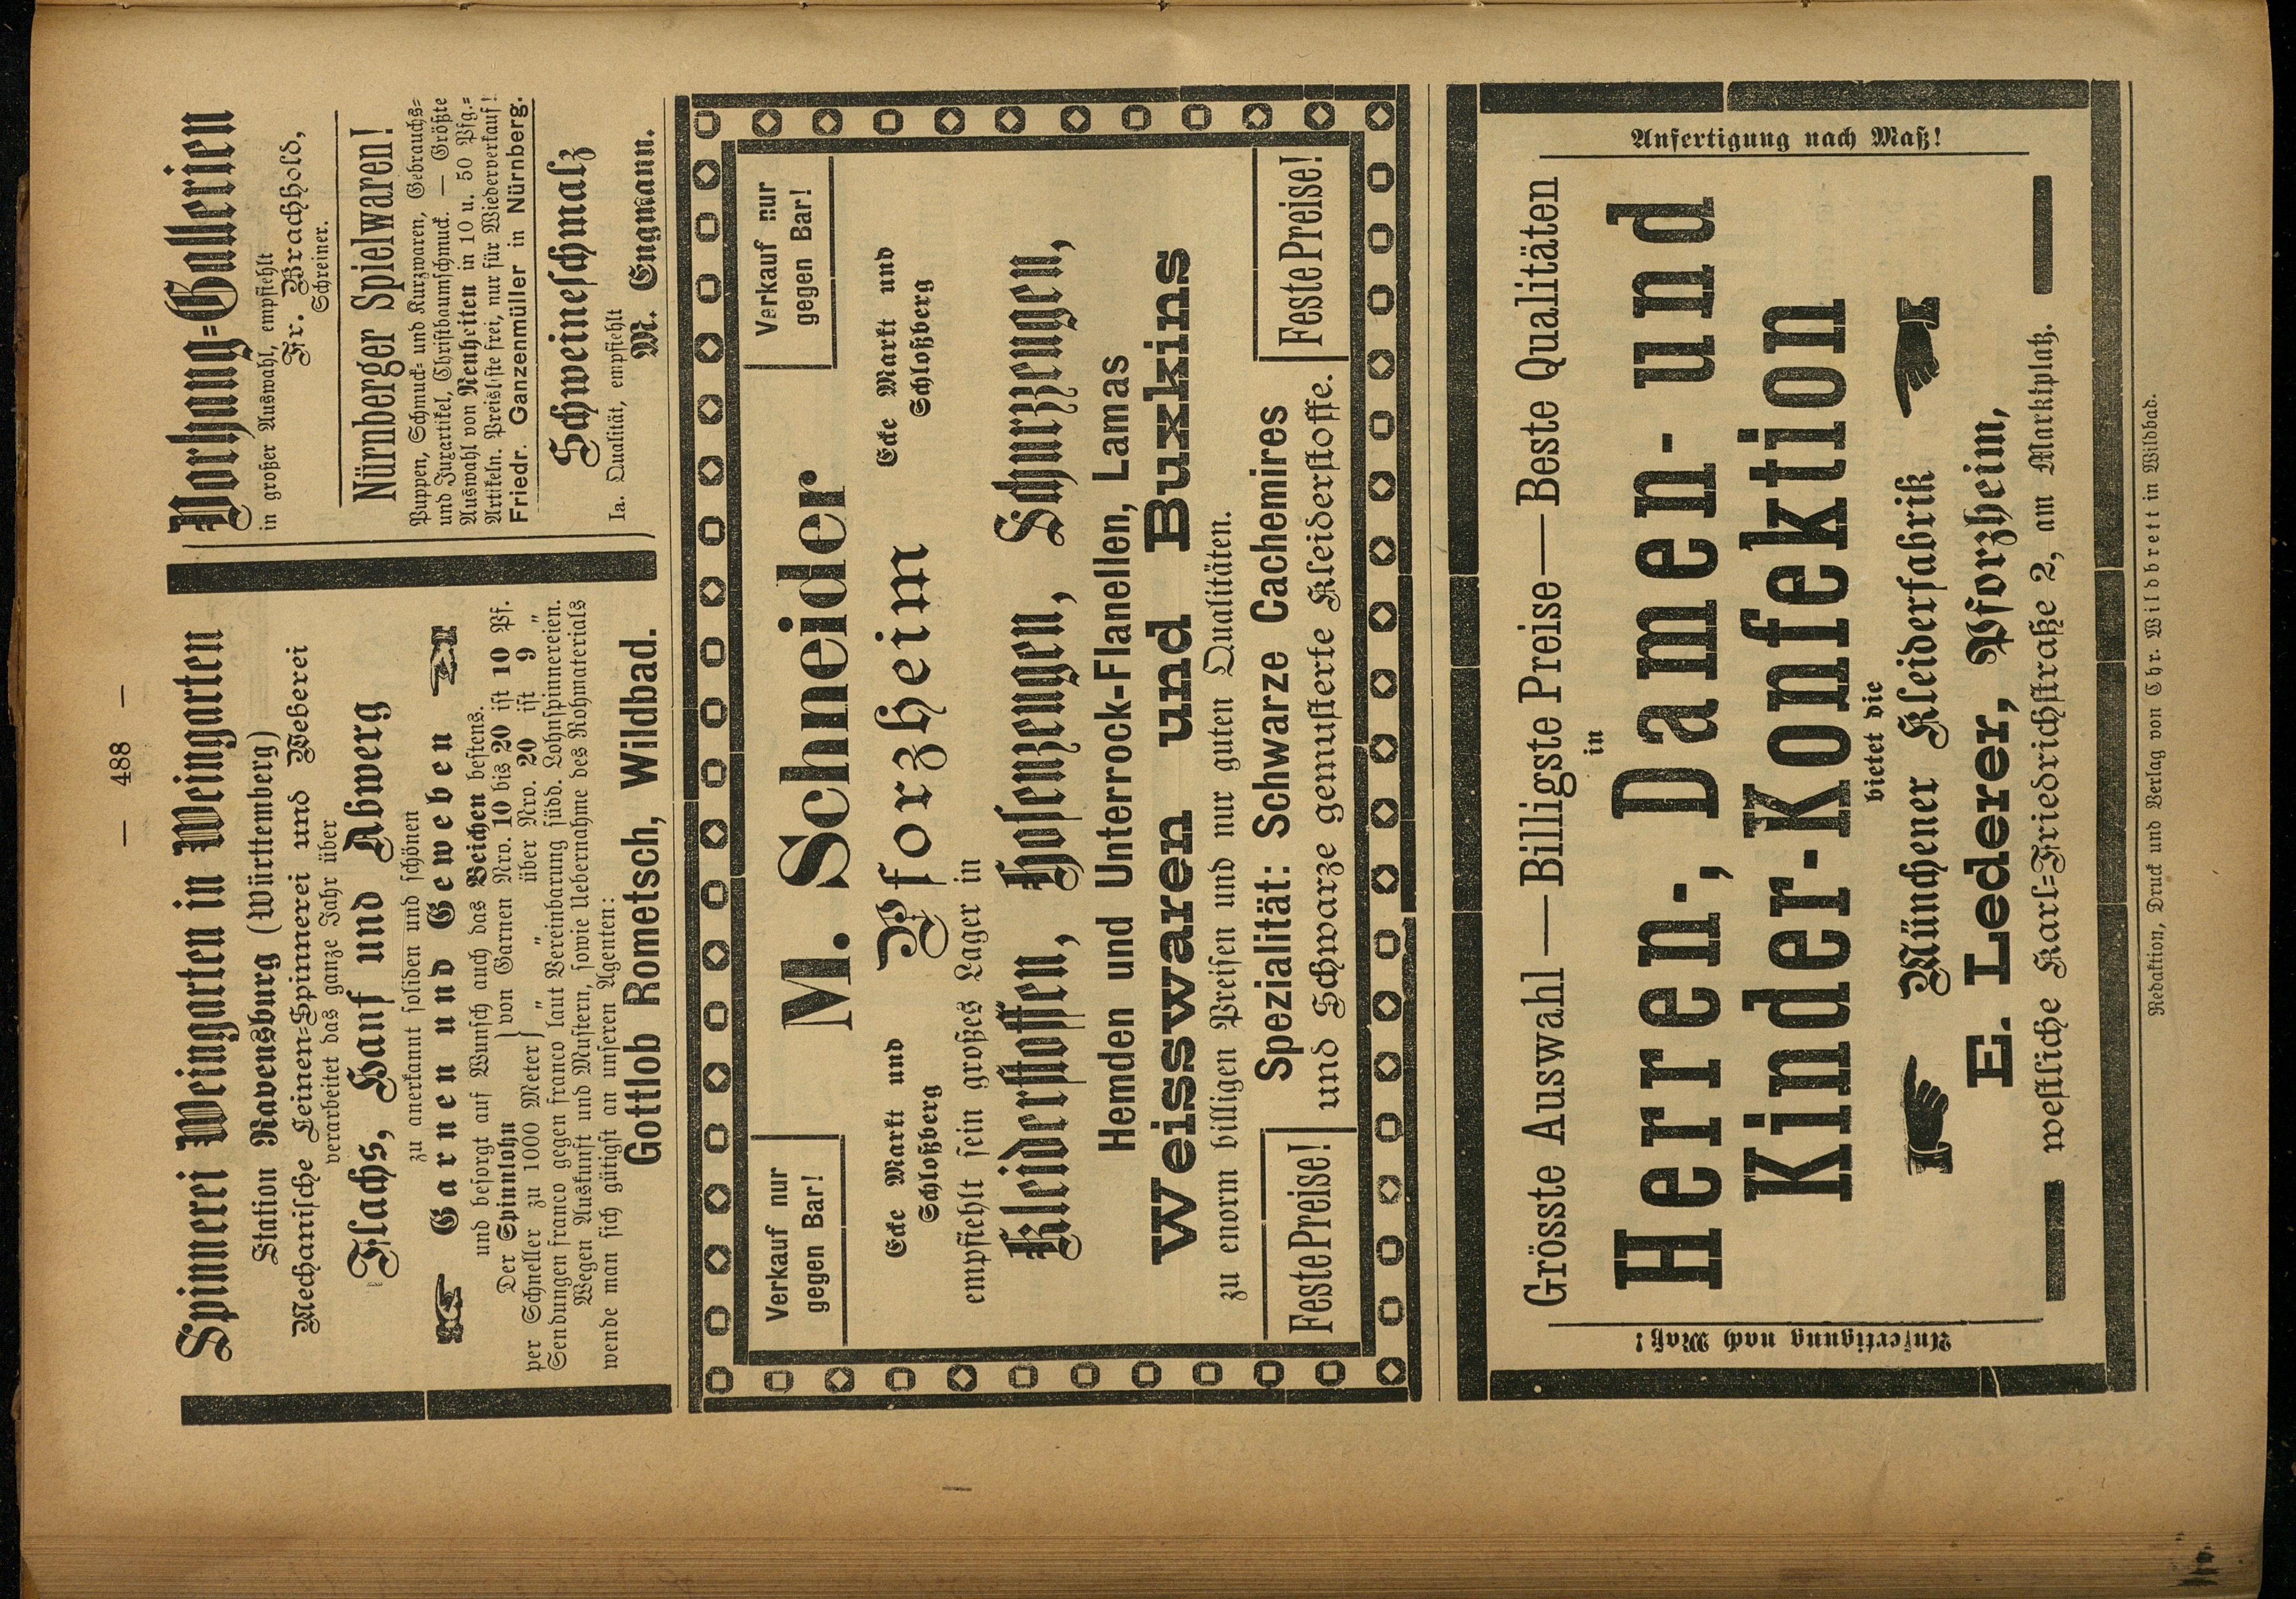 — 488 —
Spinnerei Weingarten in Weingarten
Station Ravensburg (Württemberg)
Mechanische Leinen=Spinnerei und Weberei
verarbeitet das ganze Jahr über
Flachs, Hanf und Abwerg
zu anerkannt soliden und schönen
Garnen und Geweben
und besorgt auf Wunsch auch das Beichen bestens.
Der Spinnlohn } von Garnen Nro. 10 bis 20 ist 10 Pf.
per Schneller zu 1000 Meter } " " über Nro. 20 ist 9 "
Sendungen franco gegen franco laut Vereinbarung südd. Lohnspinnereien.
Wegen Auskunft und Mustern, sowie Uebernahme des Rohmaterials
wende man sich gütigst an unseren Agenten:
Gottlob Rometsch, Wildbad.
Vorhang=Gallerien
in großer Auswahl, empfiehlt
Fr. Brachhold,
Schreiner.
Nürnberger Spielwaren!
Puppen, Schmuck= und Kurzwaren, Gebrauchs=
und Juxartikel, Christbaumschmuck. — Größte
Auswahl von Neuheiten in 10 u. 50 Pfg.=
Artikeln. Preisliste frei, nur für Wiederverkauf!
Friedr. Ganzenmüller in Nürnberg.
Schweineschmalz
Ia. Qualität, empfiehlt
M. Engmann.
Verkauf nur
gegen Bar!
M. Schneider
Verkauf nur
gegen Bar!
Ecke Markt und
Schloßberg
Pforzheim
Ecke Markt und
Schloßberg
empfiehlt sein großes Lager in
Kleiderstoffen, Hosenzeugen, Schurzzeugen,
Hemden und Unterrock-Flanellen, Lamas
Weisswaren und Buxkins
zu enorm billigen Preisen und nur guten Qualitäten.
Feste Preise!
Spezialität: Schwarze Cachemires
und Schwarze gemusterte Kleiderstoffe.
Feste Preise!
Anfertigung nach Maß!
Grösste Auswahl — Billigste Preise — Beste Qualitäten
in
Herren-, Damen- und
Kinder-Konfektion
bietet die
Münchener Kleiderfabrik
E. Lederer, Pforzheim,
westliche Karl=Friedrichstraße 2, am Marktplatz.
Anfertigung nach Maß!
Redaktion, Druck und Verlag von Chr. Wildbrett in Wildbad.